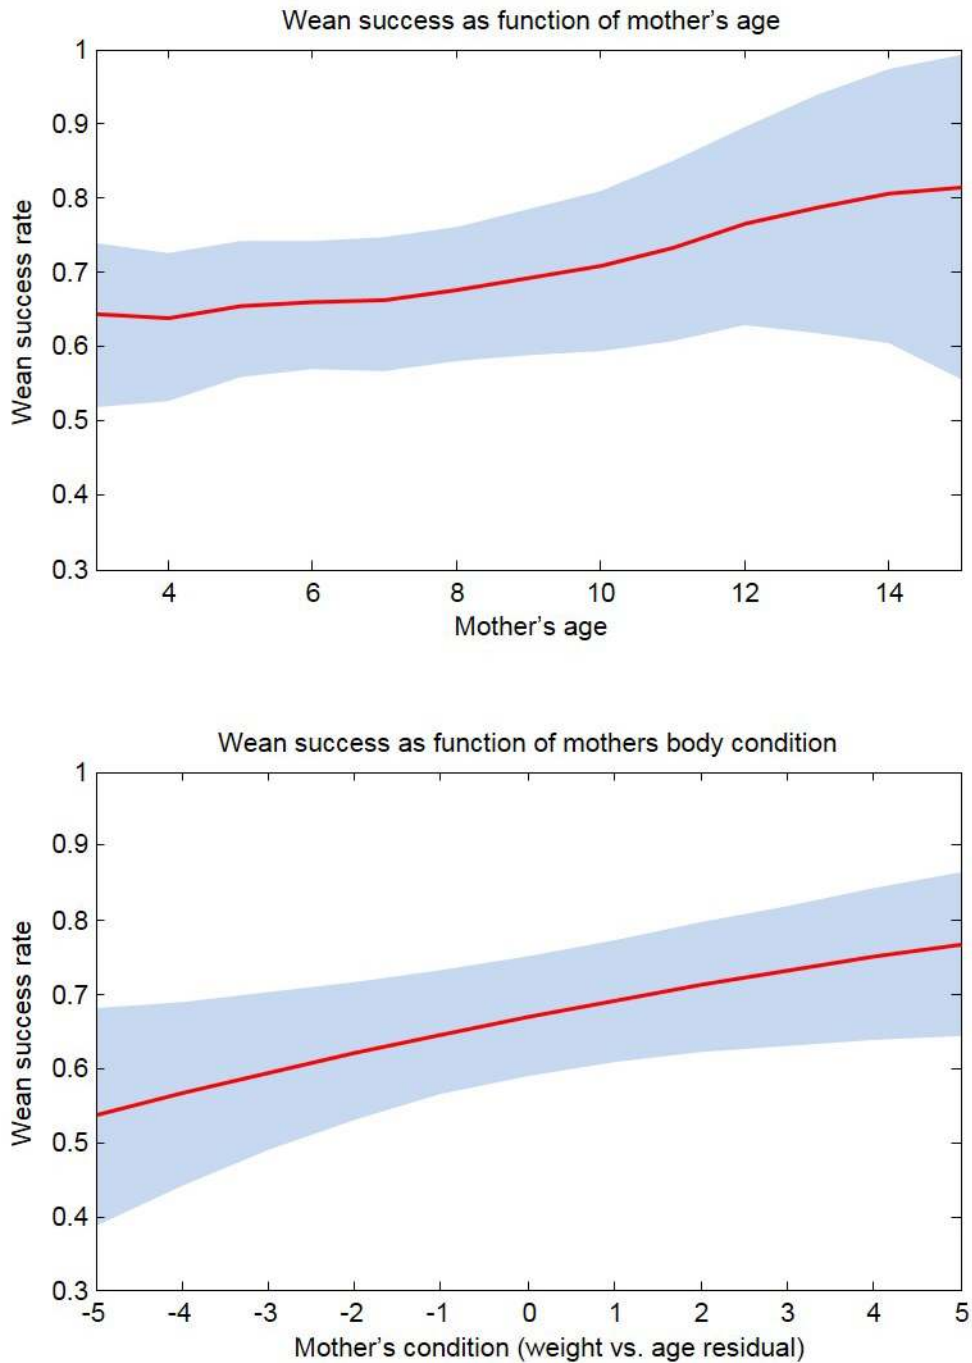 Wean success as function of mother's age
1
0.9
0.8
0.7
0.6
0.5
0.4
0.3
Wean success rate
4 6 8 10 12 14
Mother's age
Wean success as function of mothers body condition
1
0.9
0.8
0.7
0.6
0.5
0.4
0.3
Wean success rate
-5 -4 -3 -2 -1 0 1 2 3 4 5
Mother's condition (weight vs. age residual)